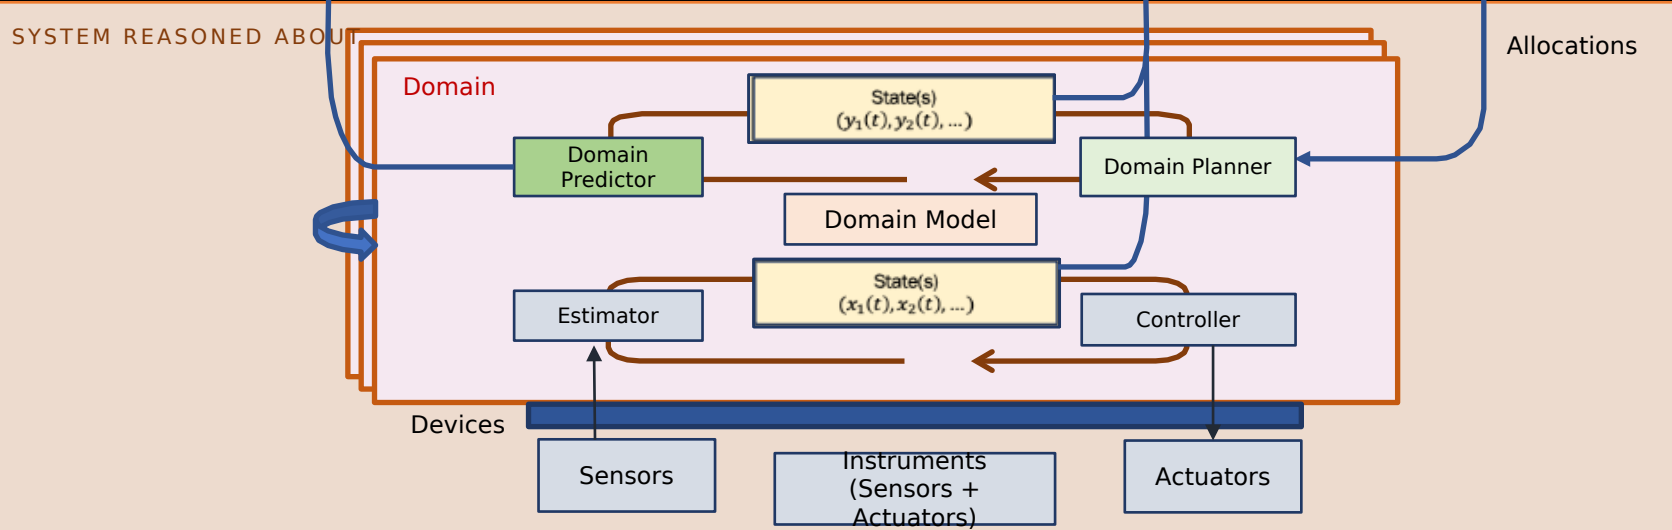 SYSTEM REASONED ABOUT
Allocations
Domain
State(s)
(y₁(t), y₂(t), …)
Domain
Predictor
Domain Planner
Domain Model
State(s)
(x₁(t), x₂(t), …)
Estimator
Controller
Devices
Sensors
Instruments
(Sensors +
Actuators)
Actuators